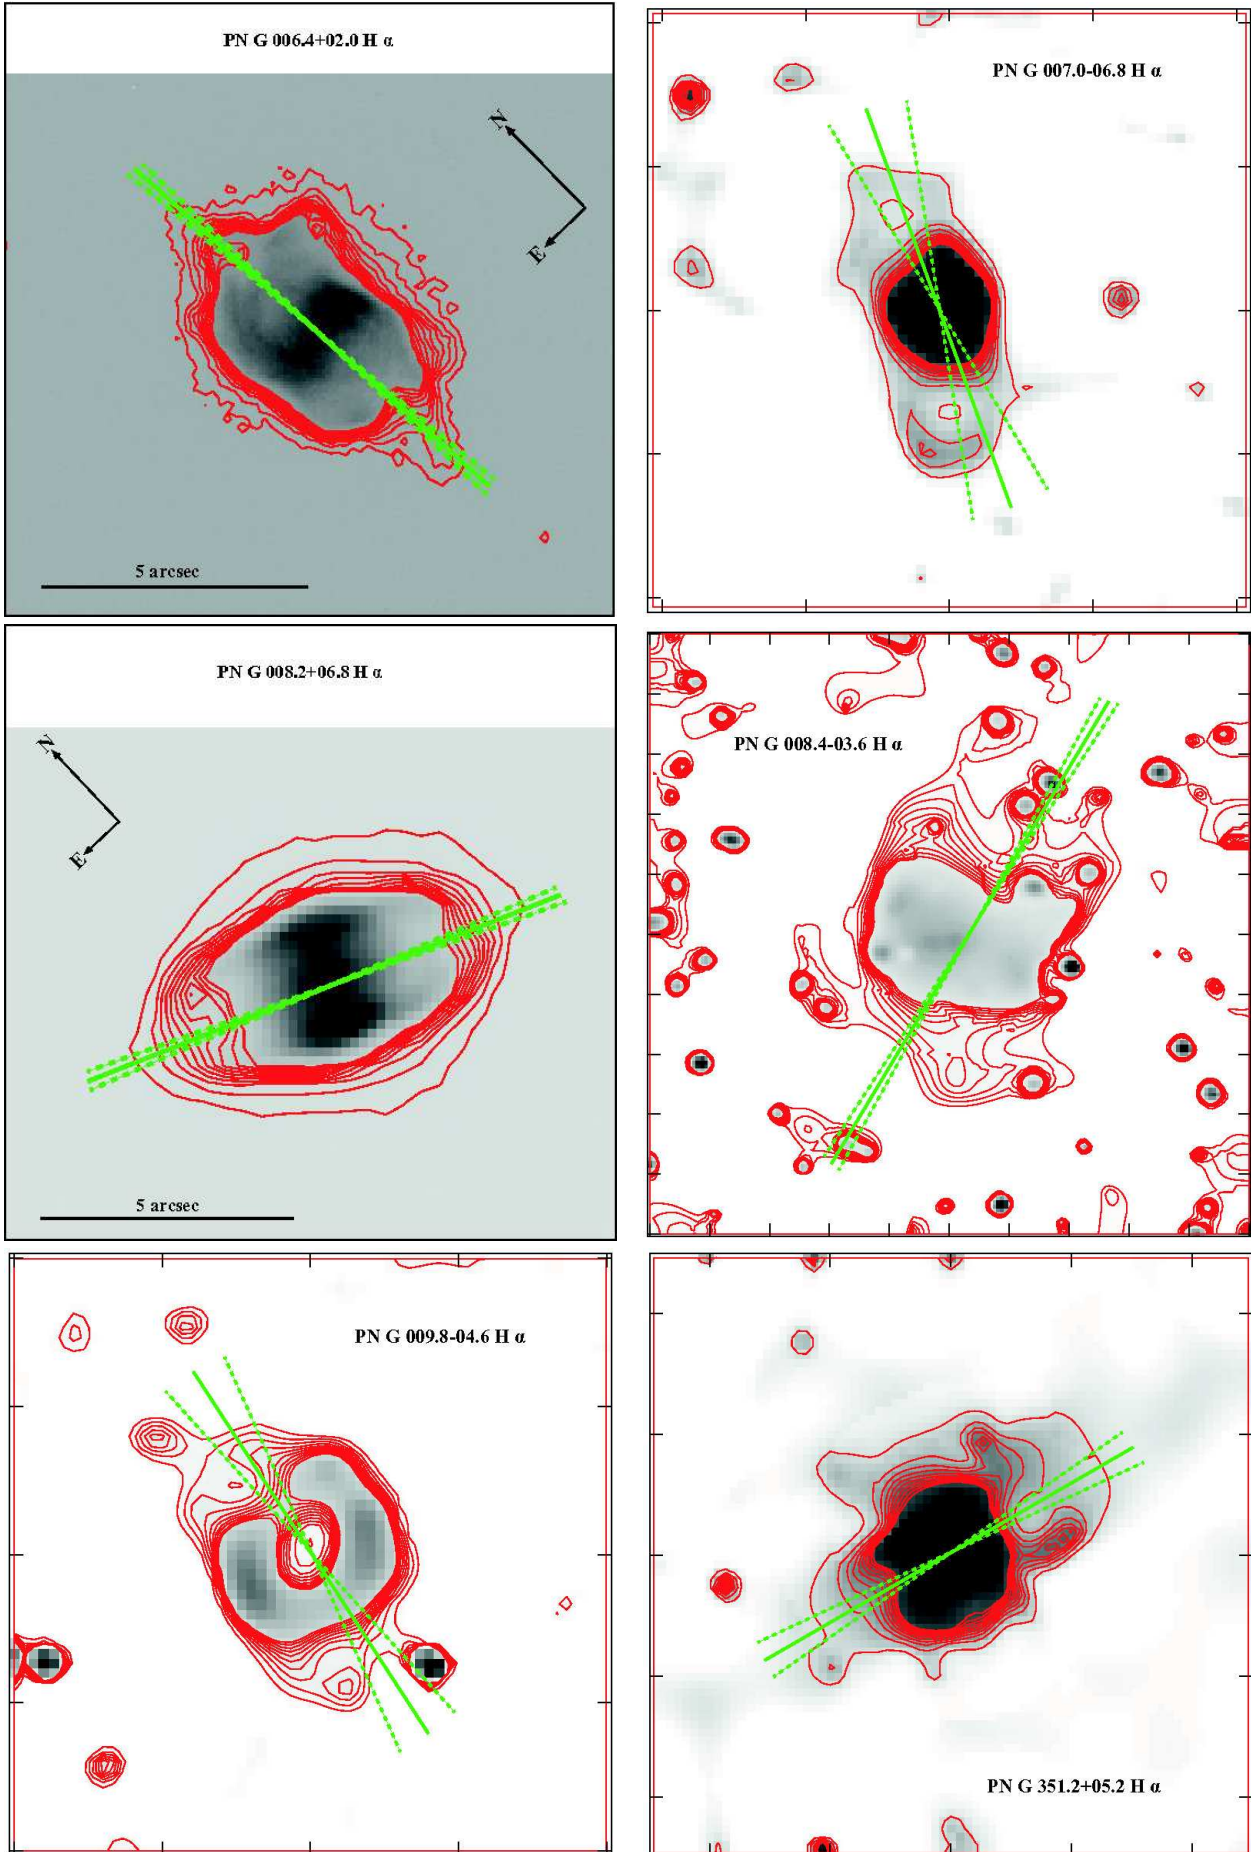 PN G 006.4+02.0 H α
N
E
5 arcsec
PN G 007.0-06.8 H α
PN G 008.2+06.8 H α
N
E
5 arcsec
PN G 008.4-03.6 H α
PN G 009.8-04.6 H α
PN G 351.2+05.2 H α